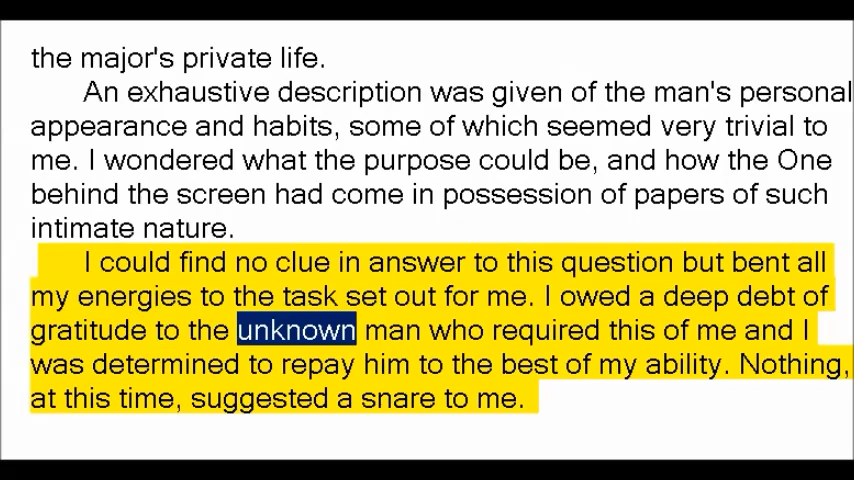 the major's private life.
An exhaustive description was given of the man's personal
appearance and habits, some of which seemed very trivial to
me. I wondered what the purpose could be, and how the One
behind the screen had come in possession of papers of such
intimate nature.
I could find no clue in answer to this question but bent all
my energies to the task set out for me. I owed a deep debt of
gratitude to the unknown man who required this of me and I
was determined to repay him to the best of my ability. Nothing,
at this time, suggested a snare to me.